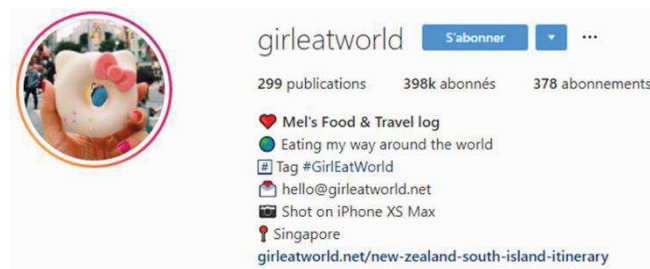 girleatworld S'abonner
299 publications 398k abonnés 378 abonnements
Mel's Food & Travel log
Eating my way around the world
# Tag #GirlEatWorld
hello@girleatworld.net
Shot on iPhone XS Max
Singapore
girleatworld.net/new-zealand-south-island-itinerary